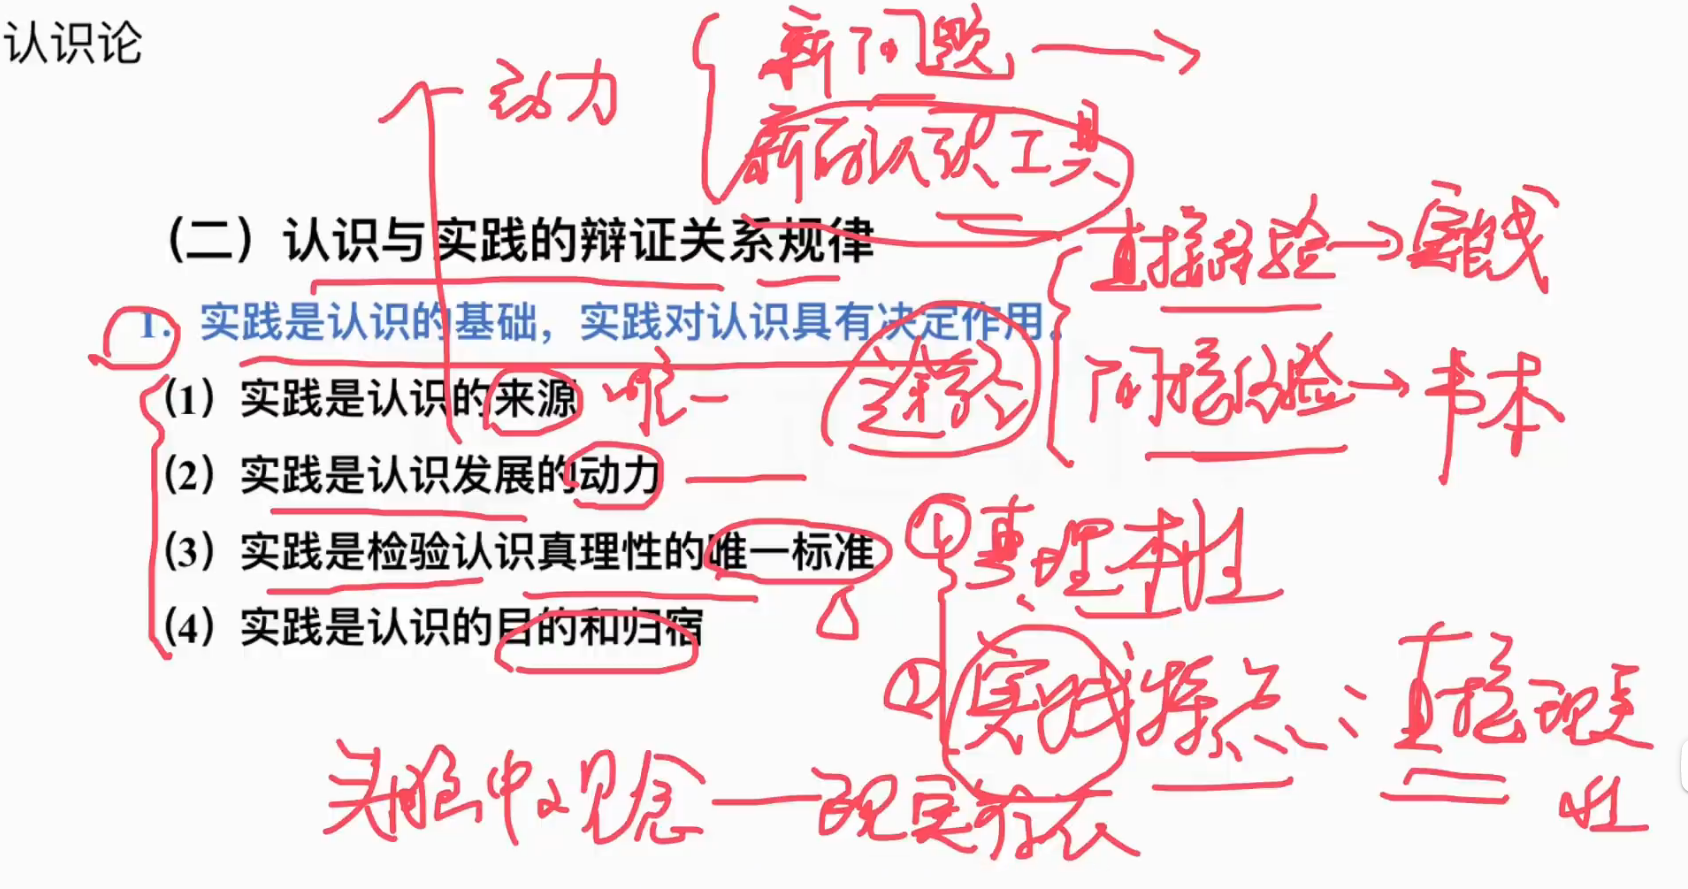 认识论
动力
新问题
新的认识工具
(二）认识与实践的辩证关系规律
直接经验→实践
1. 实践是认识的基础，实践对认识具有决定作用。
(1）实践是认识的来源 唯一
间接经验→书本
(2）实践是认识发展的动力
(3）实践是检验认识真理性的唯一标准
①真理本性
(4）实践是认识的目的和归宿
②实践特点：直接现实
性
头脑中观念—现实存在